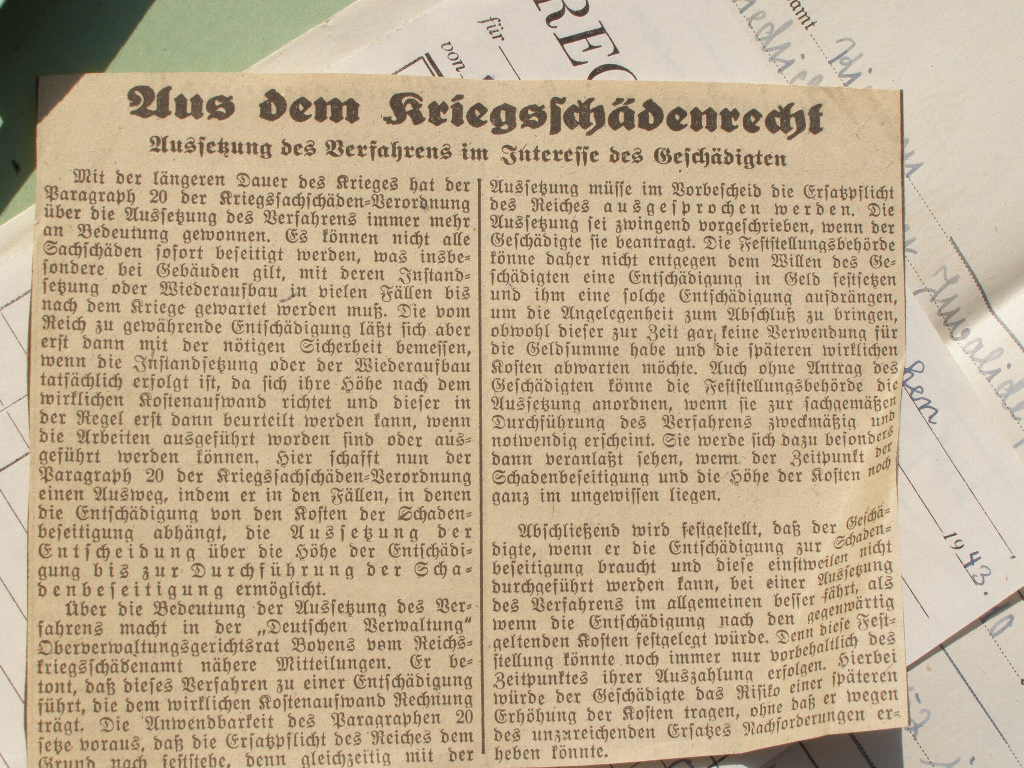 Aus dem Kriegsschädenrecht
Aussetzung des Verfahrens im Interesse des Geschädigten
Mit der längeren Dauer des Krieges hat der
Paragraph 20 der Kriegssachschäden-Verordnung
über die Aussetzung des Verfahrens immer mehr
an Bedeutung gewonnen. Es können nicht alle
Sachschäden sofort beseitigt werden, was insbe-
sondere bei Gebäuden gilt, mit deren Instand-
setzung oder Wiederaufbau in vielen Fällen bis
nach dem Kriege gewartet werden muß. Die vom
Reich zu gewährende Entschädigung läßt sich aber
erst dann mit der nötigen Sicherheit bemessen,
wenn die Instandsetzung oder der Wiederaufbau
tatsächlich erfolgt ist, da sich ihre Höhe nach dem
wirklichen Kostenaufwand richtet und dieser in
der Regel erst dann beurteilt werden kann, wenn
die Arbeiten ausgeführt worden sind oder aus-
geführt werden können. Hier schafft nun der
Paragraph 20 der Kriegssachschäden-Verordnung
einen Ausweg, indem er in den Fällen, in denen
die Entschädigung von den Kosten der Schaden-
beseitigung abhängt, die Aussetzung der
Entscheidung über die Höhe der Entschädi-
gung bis zur Durchführung der Scha-
denbeseitigung ermöglicht.
Über die Bedeutung der Aussetzung des Ver-
fahrens macht in der „Deutschen Verwaltung“
Oberverwaltungsgerichtsrat Boyens vom Reichs-
kriegsschädenamt nähere Mitteilungen. Er be-
tont, daß dieses Verfahren zu einer Entschädigung
führt, die dem wirklichen Kostenaufwand Rechnung
trägt. Die Anwendbarkeit des Paragraphen 20
setze voraus, daß die Ersatzpflicht des Reiches dem
Grund nach feststehe, denn gleichzeitig mit der
Aussetzung müsse im Vorbescheid die Ersatzpflicht
des Reiches ausgesprochen werden. Die
Aussetzung sei zwingend vorgeschrieben, wenn der
Geschädigte sie beantragt. Die Feststellungsbehörde
könne daher nicht entgegen dem Willen des Ge-
schädigten eine Entschädigung in Geld festsetzen
und ihm eine solche Entschädigung aufdrängen,
um die Angelegenheit zum Abschluß zu bringen,
obwohl dieser zur Zeit gar keine Verwendung für
die Geldsumme habe und die späteren wirklichen
Kosten abwarten möchte. Auch ohne Antrag des
Geschädigten könne die Feststellungsbehörde die
Aussetzung anordnen, wenn sie zur sachgemäßen
Durchführung des Verfahrens zweckmäßig und
notwendig erscheint. Sie werde sich dazu besonders
dann veranlaßt sehen, wenn der Zeitpunkt der
Schadenbeseitigung und die Höhe der Kosten noch
ganz im ungewissen liegen.
Abschließend wird festgestellt, daß der Geschä-
digte, wenn er die Entschädigung zur Schaden-
beseitigung braucht und diese einstweilen nicht
durchgeführt werden kann, bei einer Aussetzung
des Verfahrens im allgemeinen besser fährt, als
wenn die Entschädigung nach den gegenwärtig
geltenden Kosten festgelegt würde. Denn diese Fest-
stellung könnte noch immer nur vorbehaltlich des
Zeitpunktes ihrer Auszahlung erfolgen. Hierbei
würde der Geschädigte das Risiko einer späteren
Erhöhung der Kosten tragen, ohne daß er wegen
des unzureichenden Ersatzes Nachforderungen er-
heben könnte.
für
von
amt
1943.